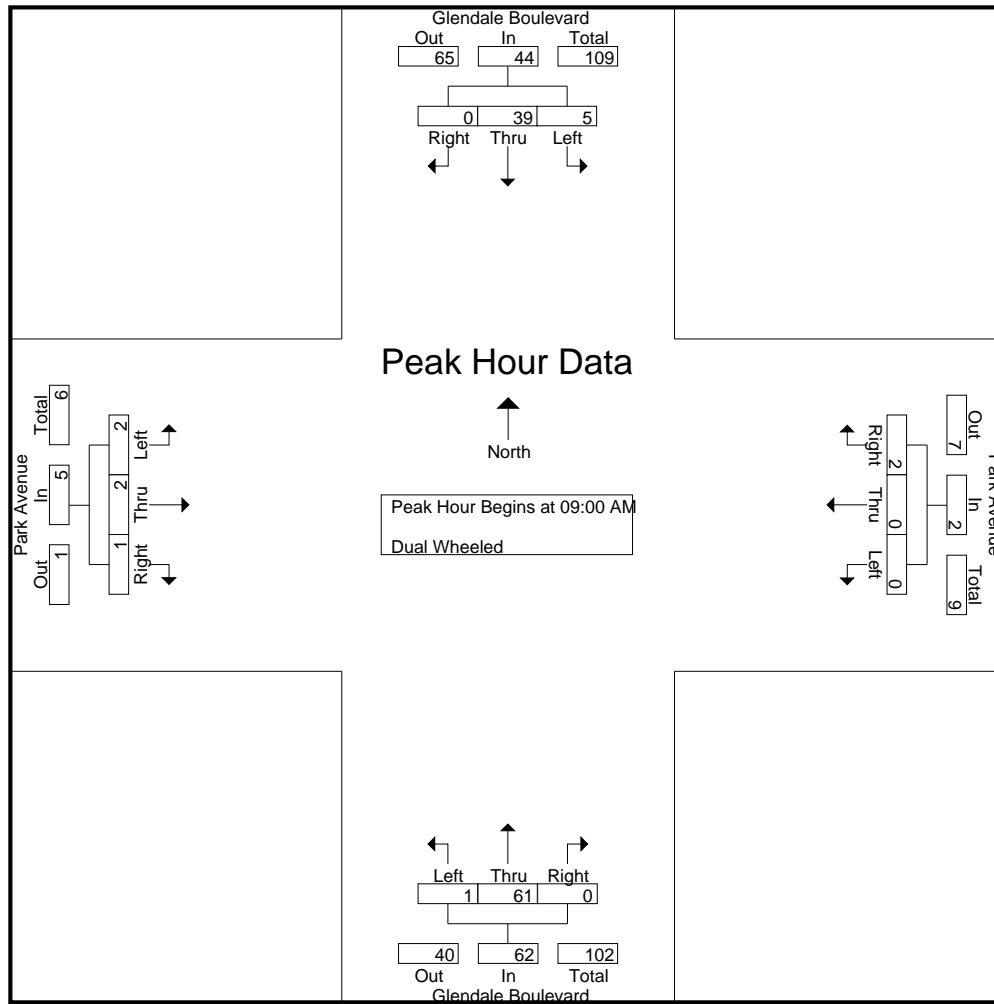 Glendale Boulevard
Out In Total
65 44 109
0 39 5
Right Thru Left
Peak Hour Data
North
Peak Hour Begins at 09:00 AM
Dual Wheeled
Park Avenue
Out In Total
1 5 6
Right Thru Left
1 2 2
Park Avenue
Out In Total
7 2 9
Right Thru Left
2 0 0
Left Thru Right
1 61 0
40 62 102
Out In Total
Glendale Boulevard